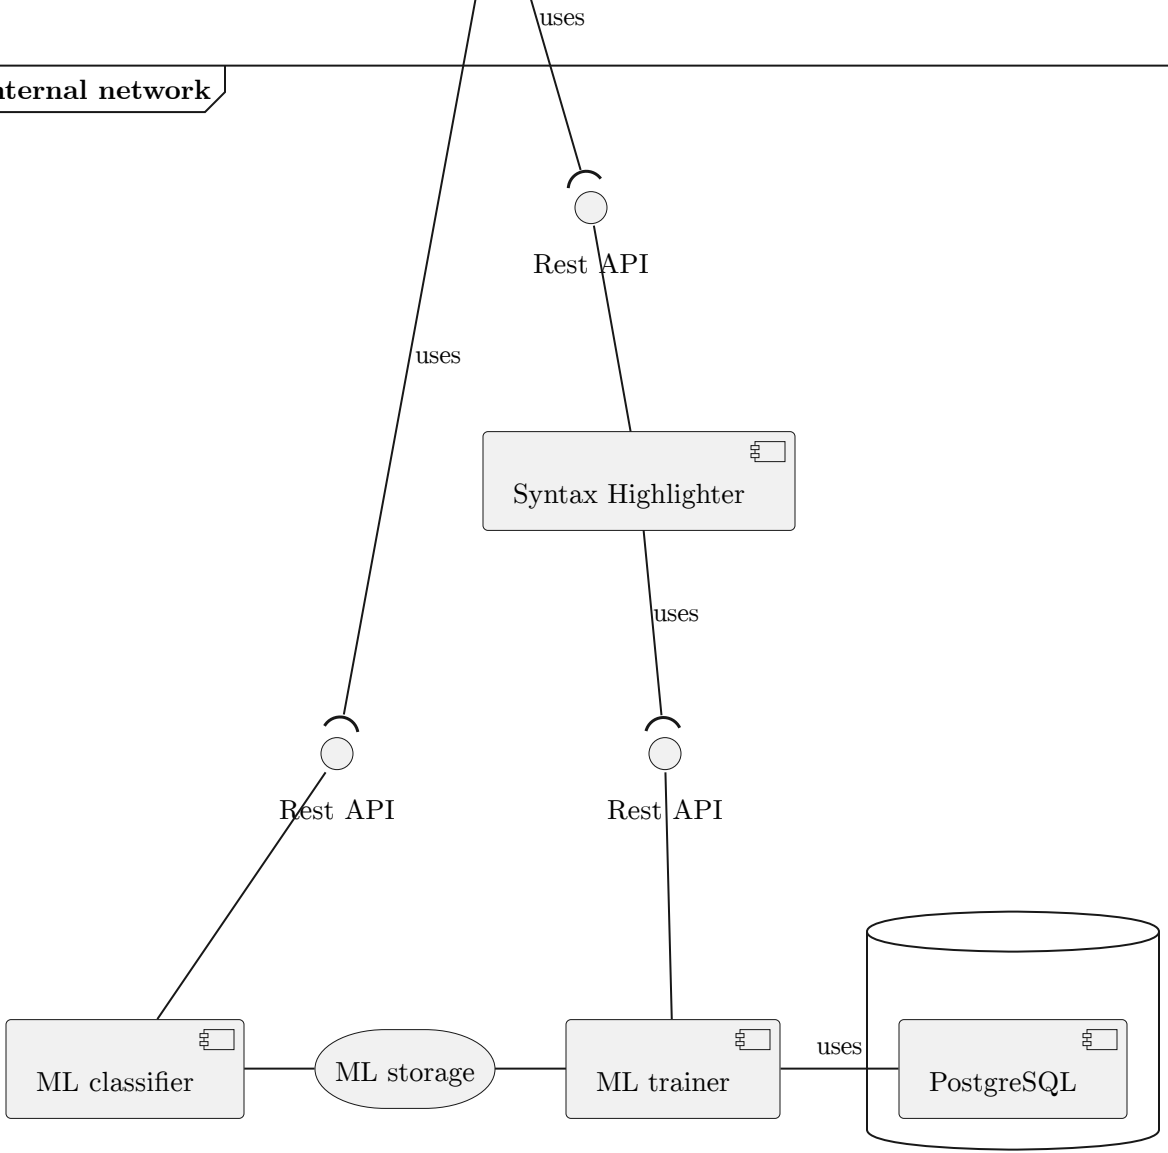 uses
nternal network
Rest API
uses
Syntax Highlighter
uses
Rest API
Rest API
uses
ML classifier
ML storage
ML trainer
PostgreSQL